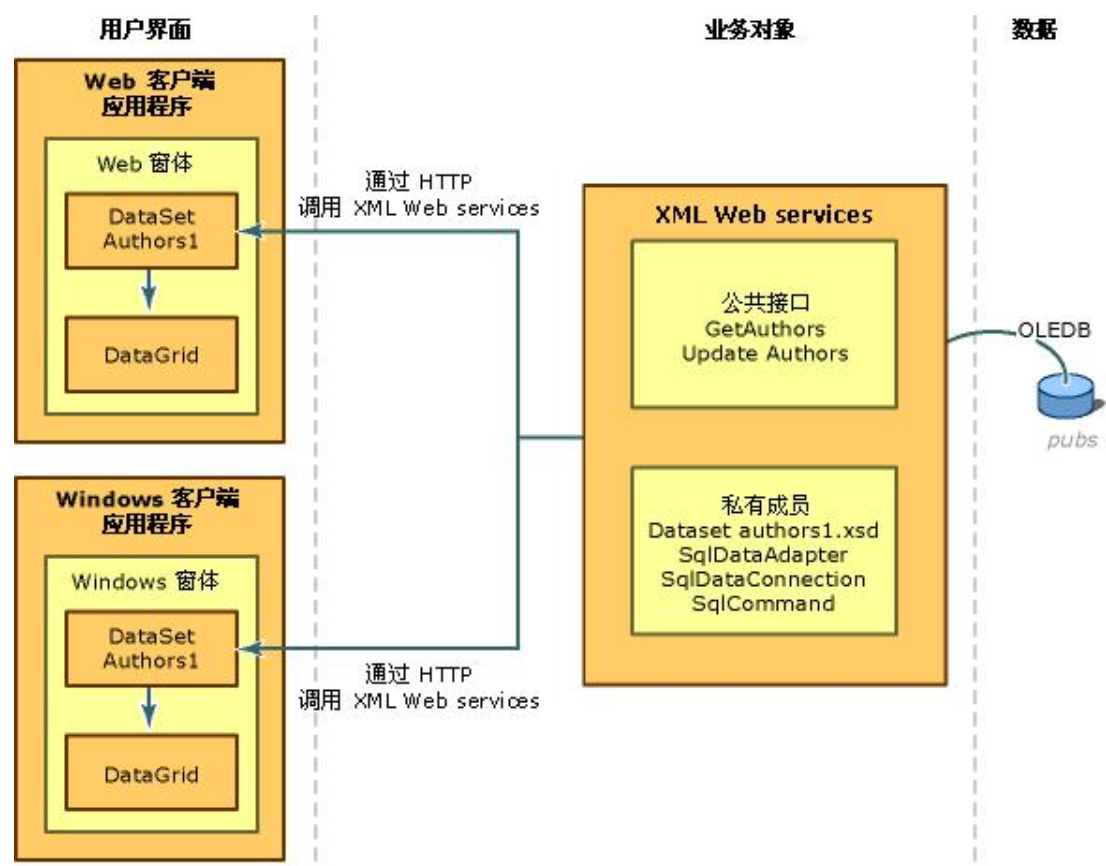 用户界面
业务对象
数据
Web 客户端
应用程序
Web 窗体
DataSet
Authors1
DataGrid
通过 HTTP
调用 XML Web services
XML Web services
公共接口
GetAuthors
Update Authors
OLEDB
pubs
私有成员
Dataset authors1.xsd
SqlDataAdapter
SqlDataConnection
SqlCommand
Windows 客户端
应用程序
Windows 窗体
DataSet
Authors1
DataGrid
通过 HTTP
调用 XML Web services